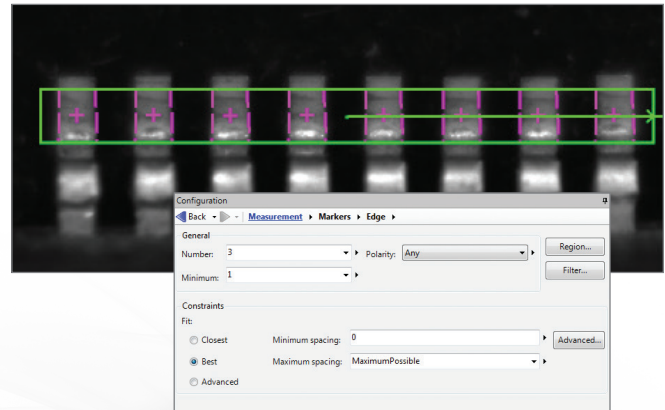 Configuration
Back Measurement Markers Edge
General
Number: 3 Polarity: Any Region...
Minimum: 1 Filter...
Constraints
Fit:
Closest Minimum spacing: 0 Advanced...
Best Maximum spacing: MaximumPossible
Advanced